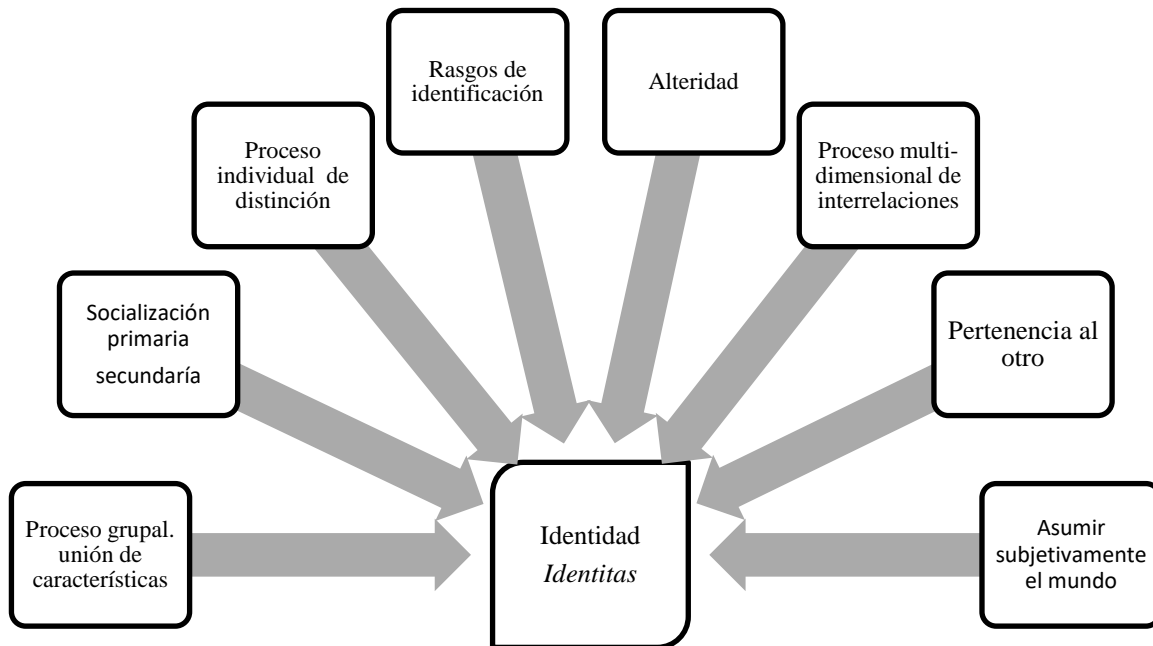 Rasgos de
identificación
Alteridad
Proceso
individual de
distinción
Proceso multi-
dimensional de
interrelaciones
Socialización
primaria
secundaría
Pertenencia al
otro
Proceso grupal.
unión de
características
Identidad
Identitas
Asumir
subjetivamente
el mundo